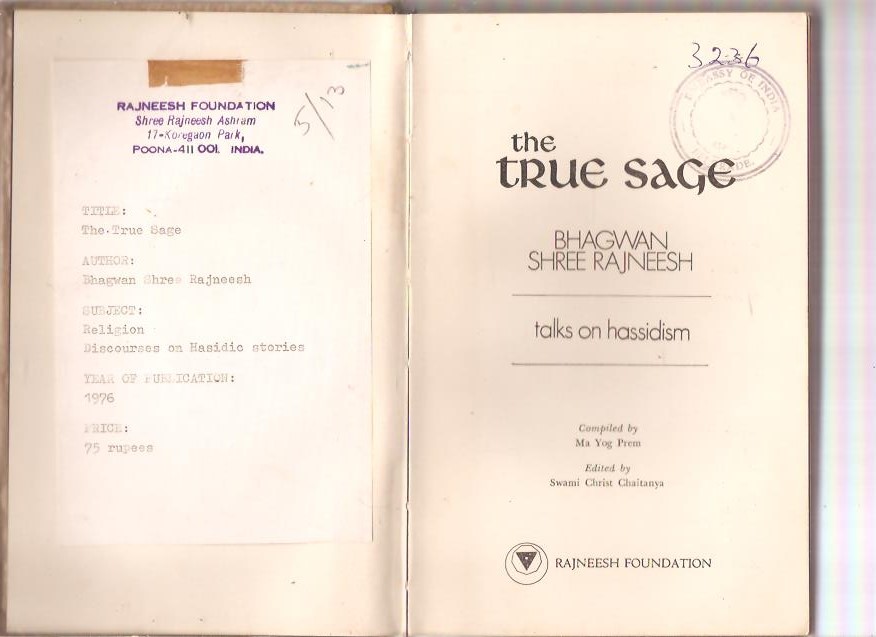 RAJNEESH FOUNDATION
Shree Rajneesh Ashram
17-Koregaon Park,
POONA-411 001. INDIA.
5/13
TITLE:
The True Sage
AUTHOR:
Bhagwan Shree Rajneesh
SUBJECT:
Religion
Discourses on Hasidic stories
YEAR OF PUBLICATION:
1976
PRICE:
75 rupees
3236
EMBASSY OF INDIA
the
TRUE SAGE
BHAGWAN
SHREE RAJNEESH
talks on hassidism
Compiled by
Ma Yog Prem
Edited by
Swami Christ Chaitanya
RAJNEESH FOUNDATION